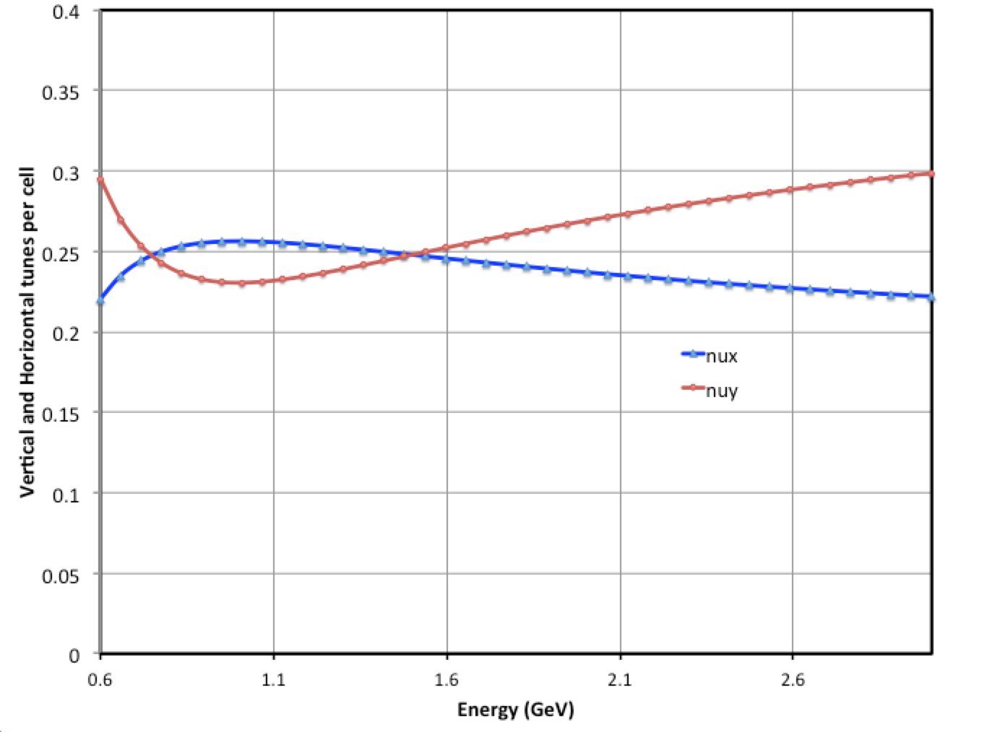 0.4
0.35
0.3
0.25
0.2
0.15
0.1
0.05
0
Vertical and Horizontal tunes per cell
nux
nuy
0.6 1.1 1.6 2.1 2.6
Energy (GeV)